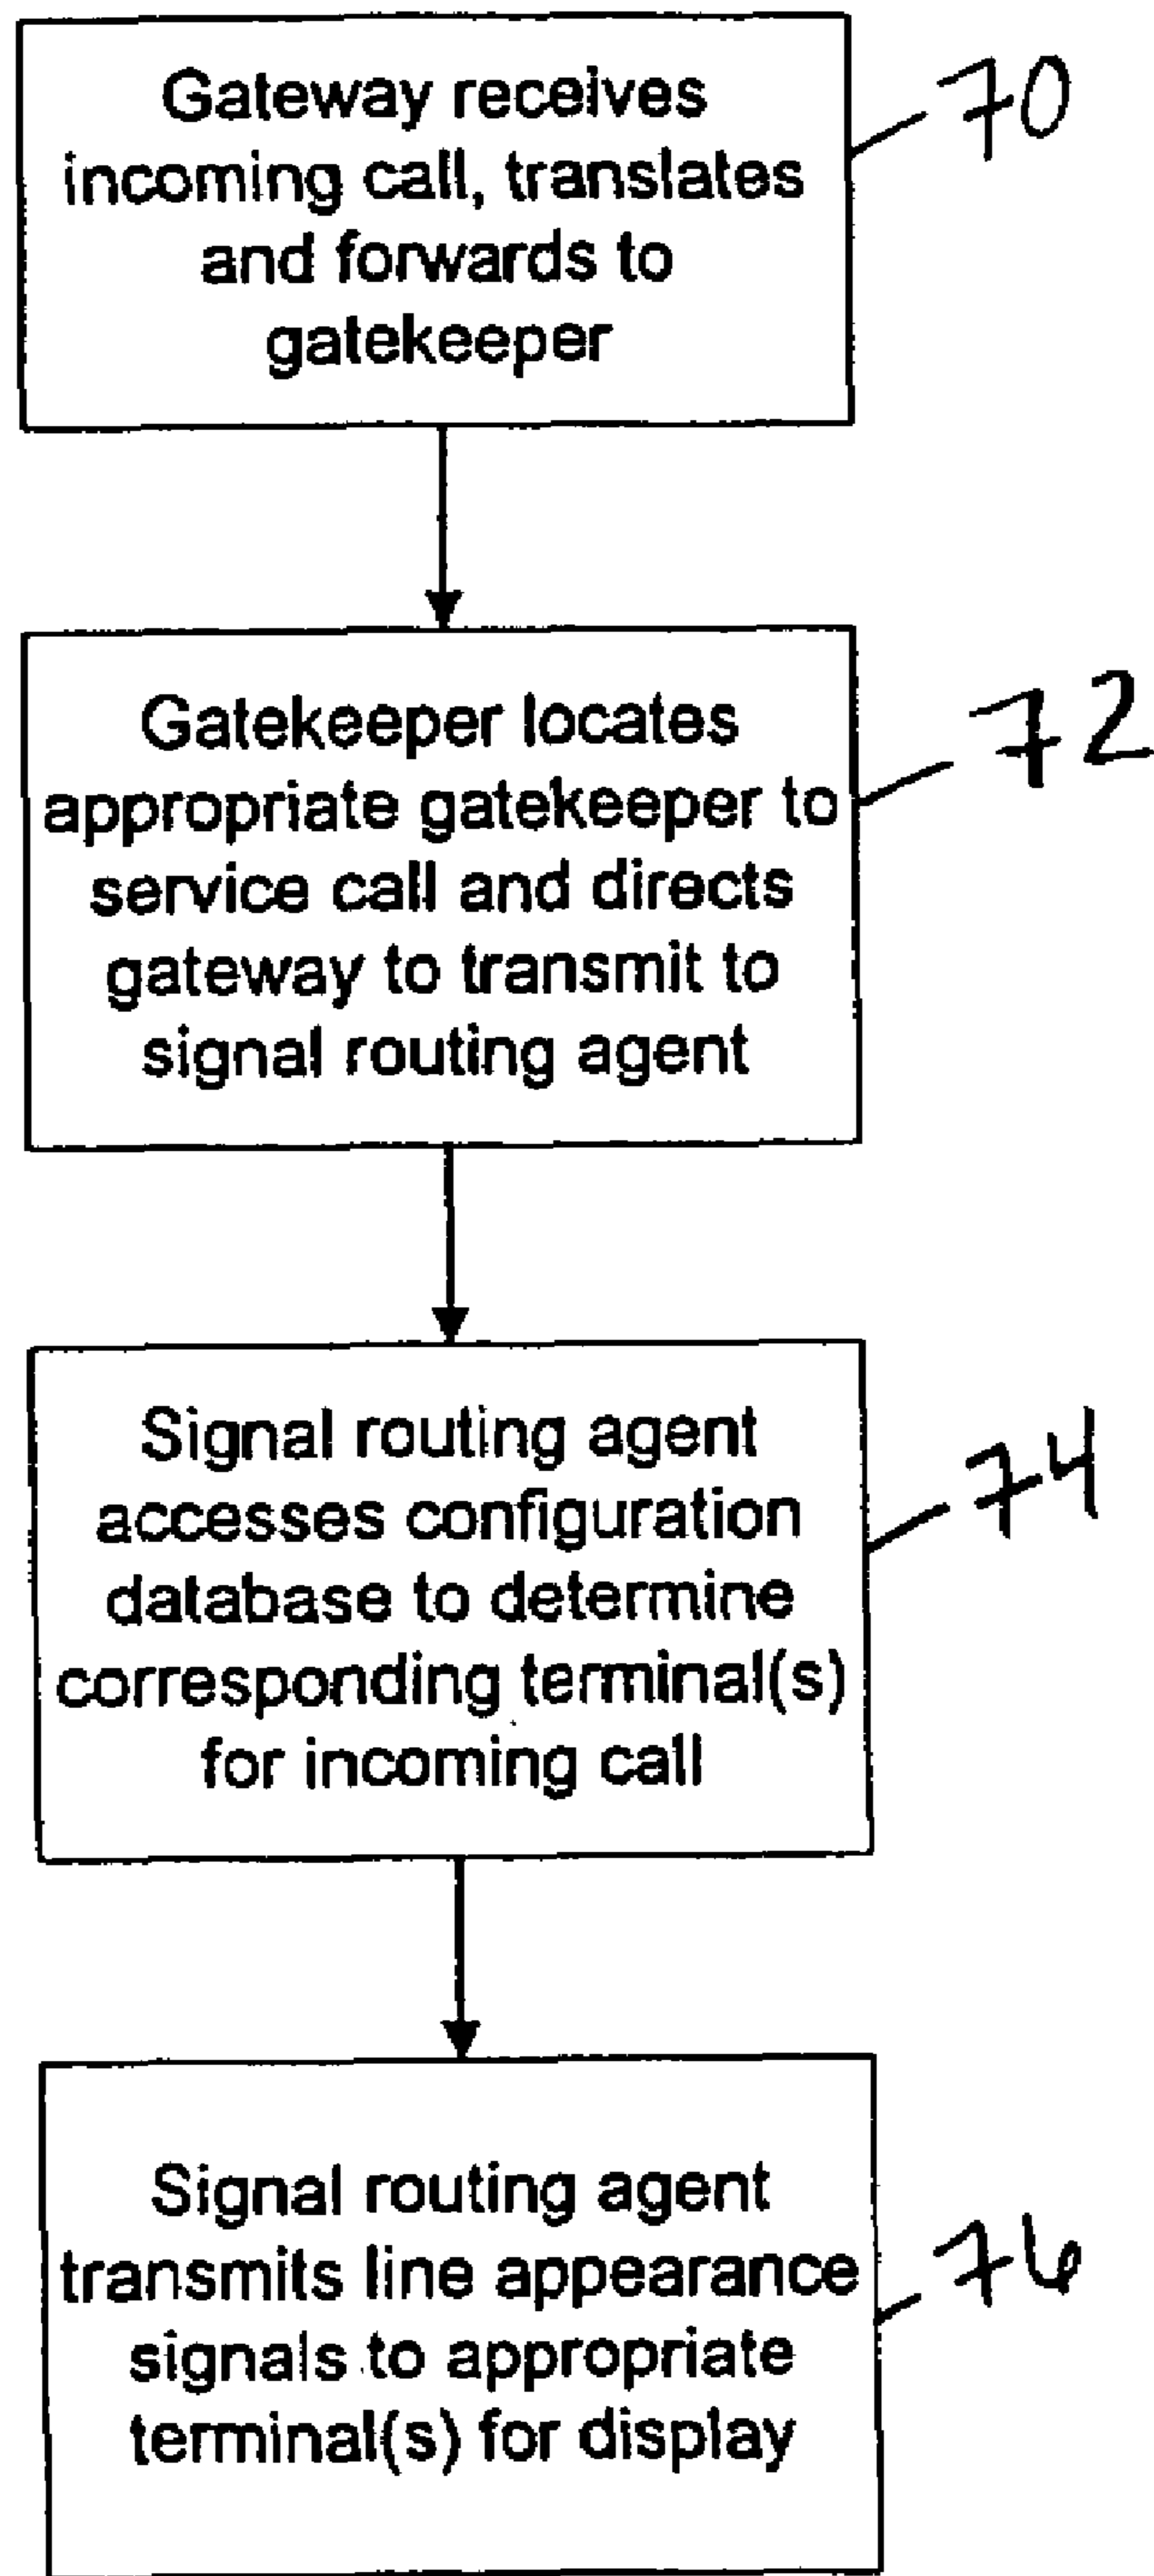 Gateway receives
incoming call, translates
and forwards to
gatekeeper
70
Gatekeeper locates
appropriate gatekeeper to
service call and directs
gateway to transmit to
signal routing agent
72
Signal routing agent
accesses configuration
database to determine
corresponding terminal(s)
for incoming call
74
Signal routing agent
transmits line appearance
signals to appropriate
terminal(s) for display
76